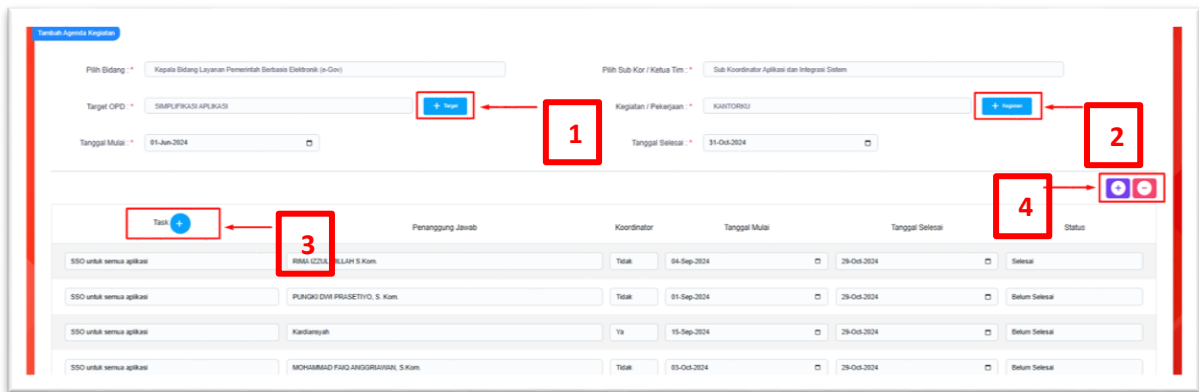 Tambah Agenda Kegiatan
Pilih Bidang : * Kepala Bidang Layanan Pemerintah Berbasis Elektronik (e-Gov) Pilih Sub Kor / Ketua Tim : * Sub Koordinator Aplikasi dan Integrasi Sistem
Target OPD : * SIMPLIFIKASI APLIKASI + Target Kegiatan / Pekerjaan : * KANTORKU + Kegiatan
1 2
Tanggal Mulai : * 01-Jun-2024 Tanggal Selesai : * 31-Oct-2024
+ −
4
Task + Penanggung Jawab Koordinator Tanggal Mulai Tanggal Selesai Status
3
SSO untuk semua aplikasi RIMA IZZUL ILLAH S.Kom. Tidak 04-Sep-2024 29-Oct-2024 Selesai
SSO untuk semua aplikasi PUNGKI DWI PRASETIYO, S. Kom. Tidak 01-Sep-2024 29-Oct-2024 Belum Selesai
SSO untuk semua aplikasi Kardiansyah Ya 15-Sep-2024 29-Oct-2024 Belum Selesai
SSO untuk semua aplikasi MOHAMMAD FAIQ ANGGRIAWAN, S.Kom. Tidak 03-Oct-2024 29-Oct-2024 Belum Selesai